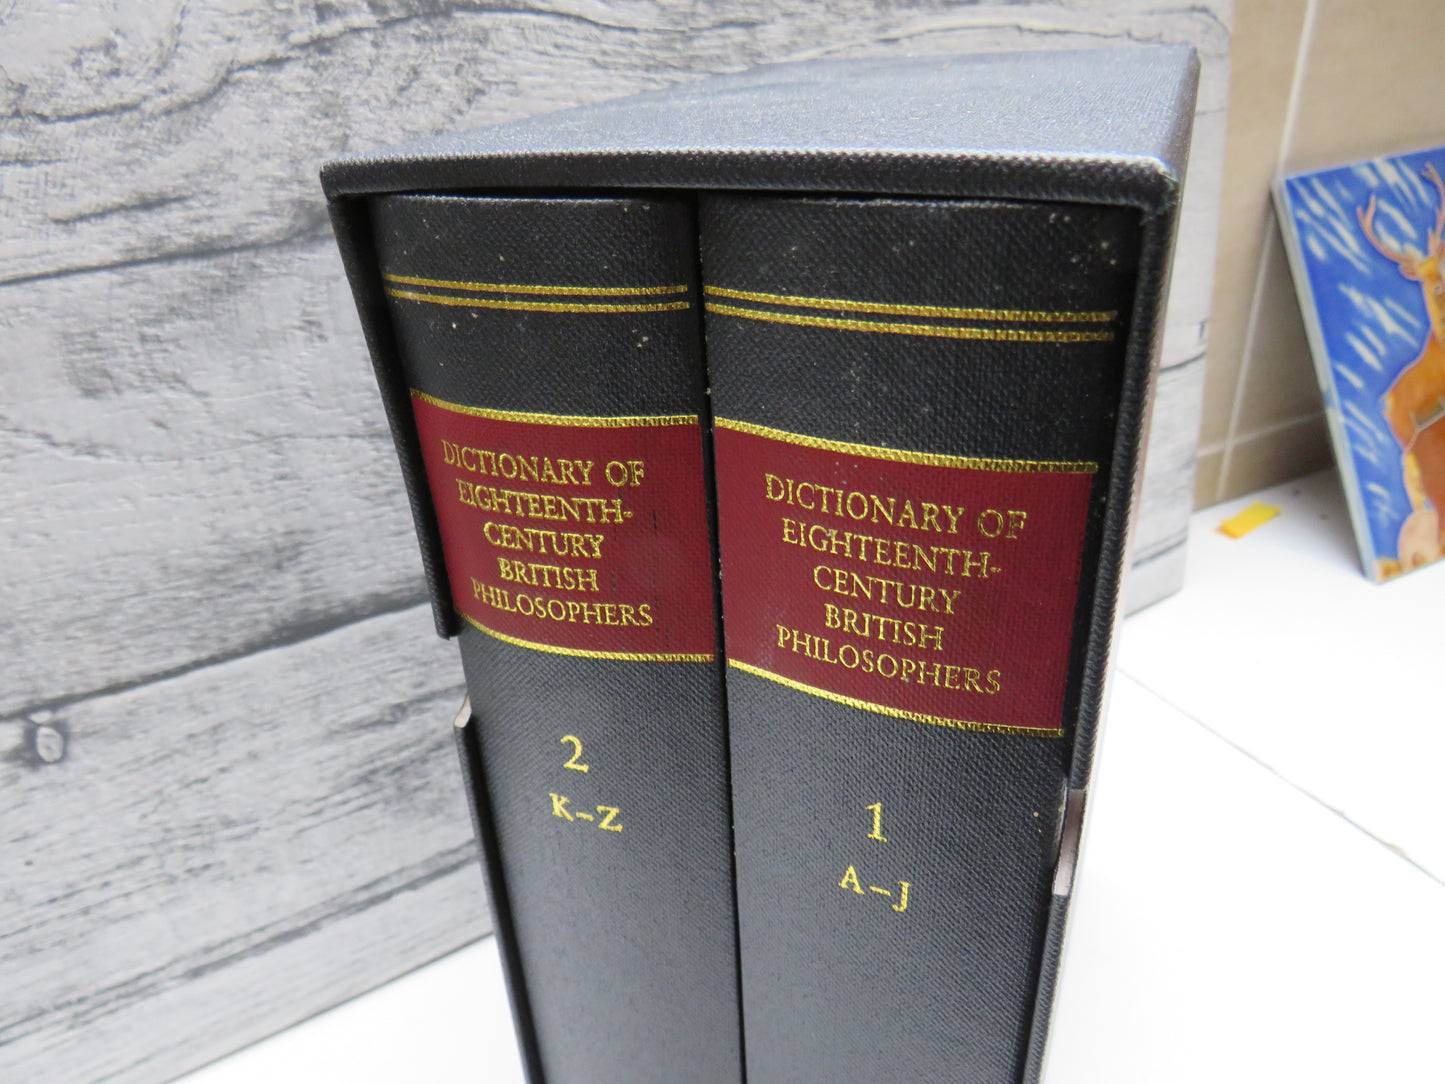 DICTIONARY OF
EIGHTEENTH-
CENTURY
BRITISH
PHILOSOPHERS
2
K-Z
DICTIONARY OF
EIGHTEENTH-
CENTURY
BRITISH
PHILOSOPHERS
1
A-J